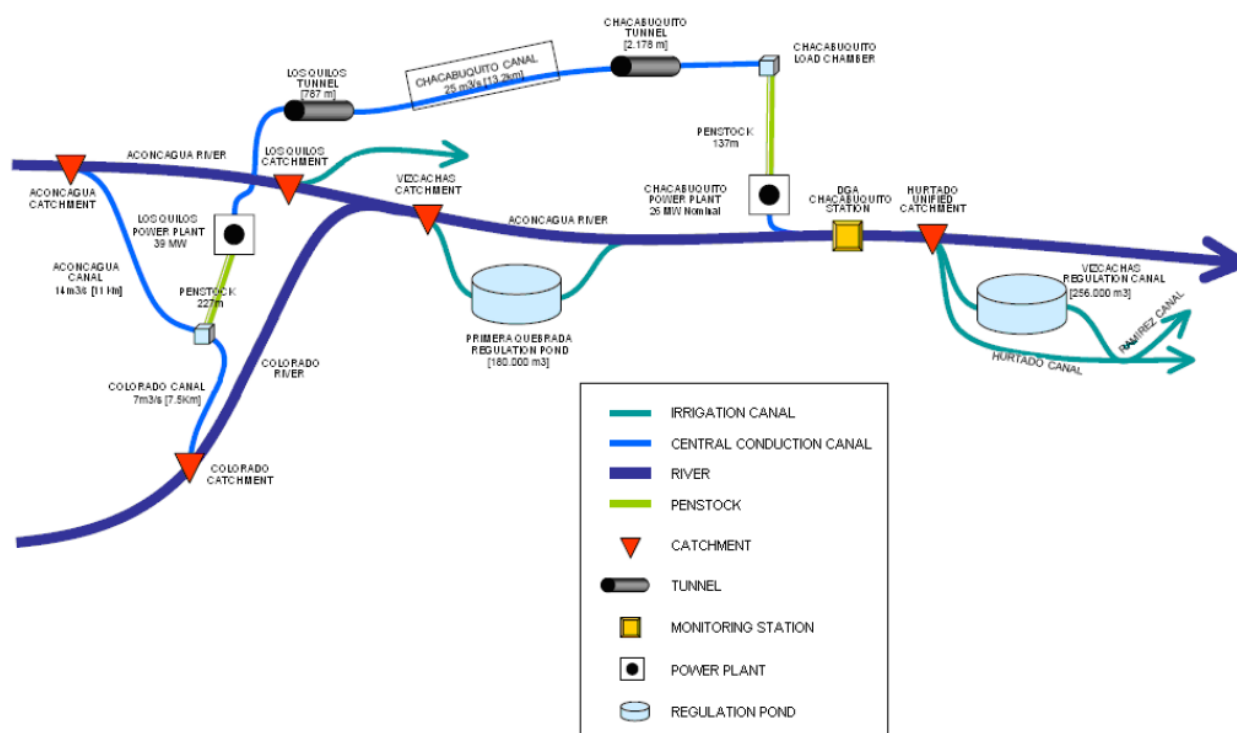 CHACABUQUITO
TUNNEL
[2.178 m]
CHACABUQUITO
LOAD CHAMBER
LOS QUILOS
TUNNEL
[787 m]
CHACABUQUITO CANAL
25 m3/s [13.2km]
PENSTOCK
137m
ACONCAGUA RIVER
LOS QUILOS
CATCHMENT
VIZCACHAS
CATCHMENT
ACONCAGUA
CATCHMENT
LOS QUILOS
POWER PLANT
39 MW
CHACABUQUITO
POWER PLANT
26 MW Nominal
DGA
CHACABUQUITO
STATION
HURTADO
UNIFIED
CATCHMENT
ACONCAGUA RIVER
ACONCAGUA
CANAL
14 m3/s [11 Km]
PENSTOCK
227m
VIZCACHAS
REGULATION CANAL
[256.000 m3]
RAMIREZ CANAL
HURTADO CANAL
PRIMERA QUEBRADA
REGULATION POND
[180.000 m3]
COLORADO
RIVER
COLORADO CANAL
7m3/s [7.5Km]
COLORADO
CATCHMENT
IRRIGATION CANAL
CENTRAL CONDUCTION CANAL
RIVER
PENSTOCK
CATCHMENT
TUNNEL
MONITORING STATION
POWER PLANT
REGULATION POND